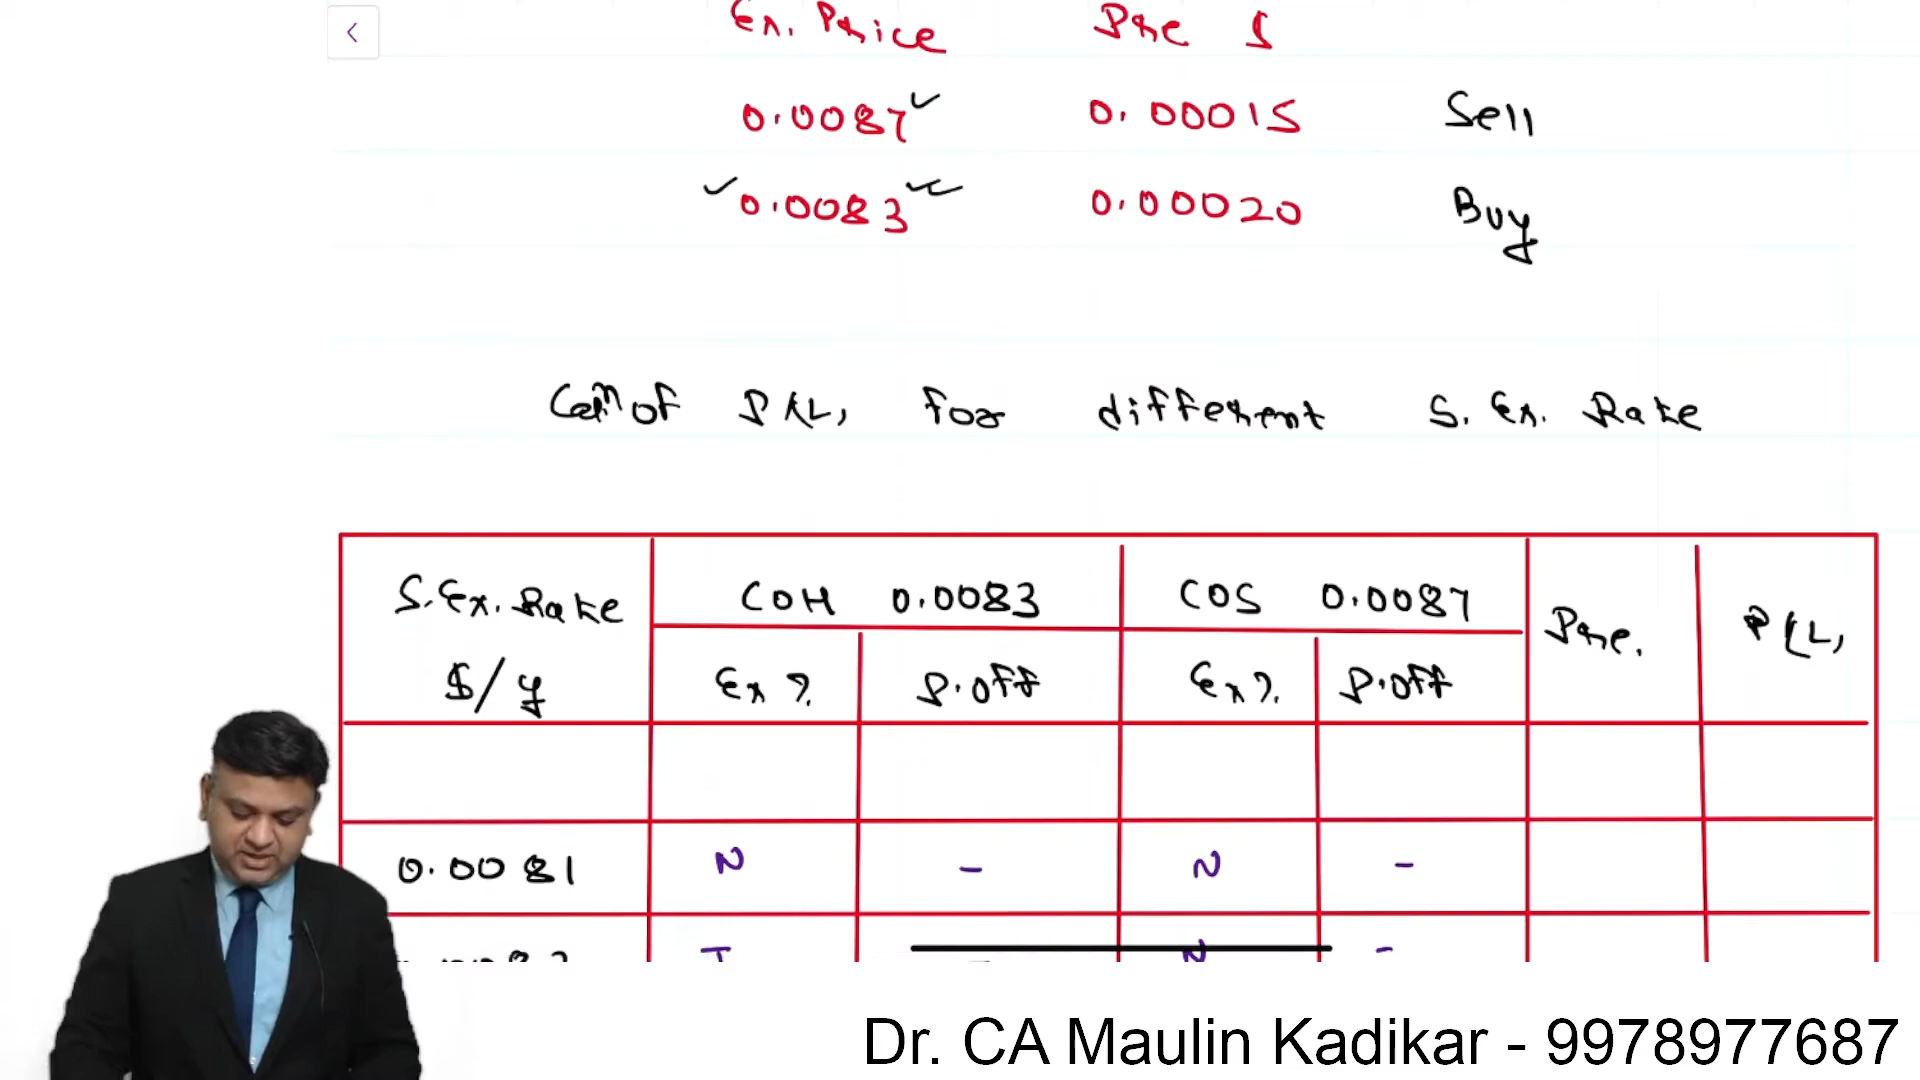 Ex. Price Pre $
0.0087 0.00015 Sell
0.0083 0.00020 Buy
of P/(L) for different S. Ex. Rate
S. Ex. Rate COH 0.0083 COS 0.0087 Pre. P/(L)
$/¥ Ex ?. P.off Ex ?. P.off
0.0081 N - N -
N -
Dr. CA Maulin Kadikar - 9978977687